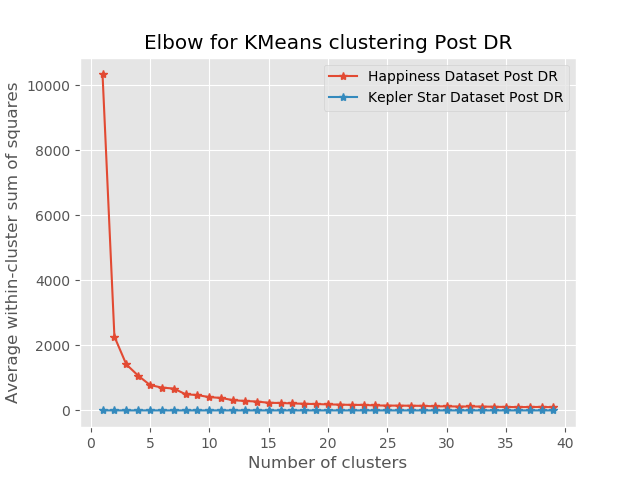 Elbow for KMeans clustering Post DR
Happiness Dataset Post DR
Kepler Star Dataset Post DR
Average within-cluster sum of squares
10000
8000
6000
4000
2000
0
0 5 10 15 20 25 30 35 40
Number of clusters